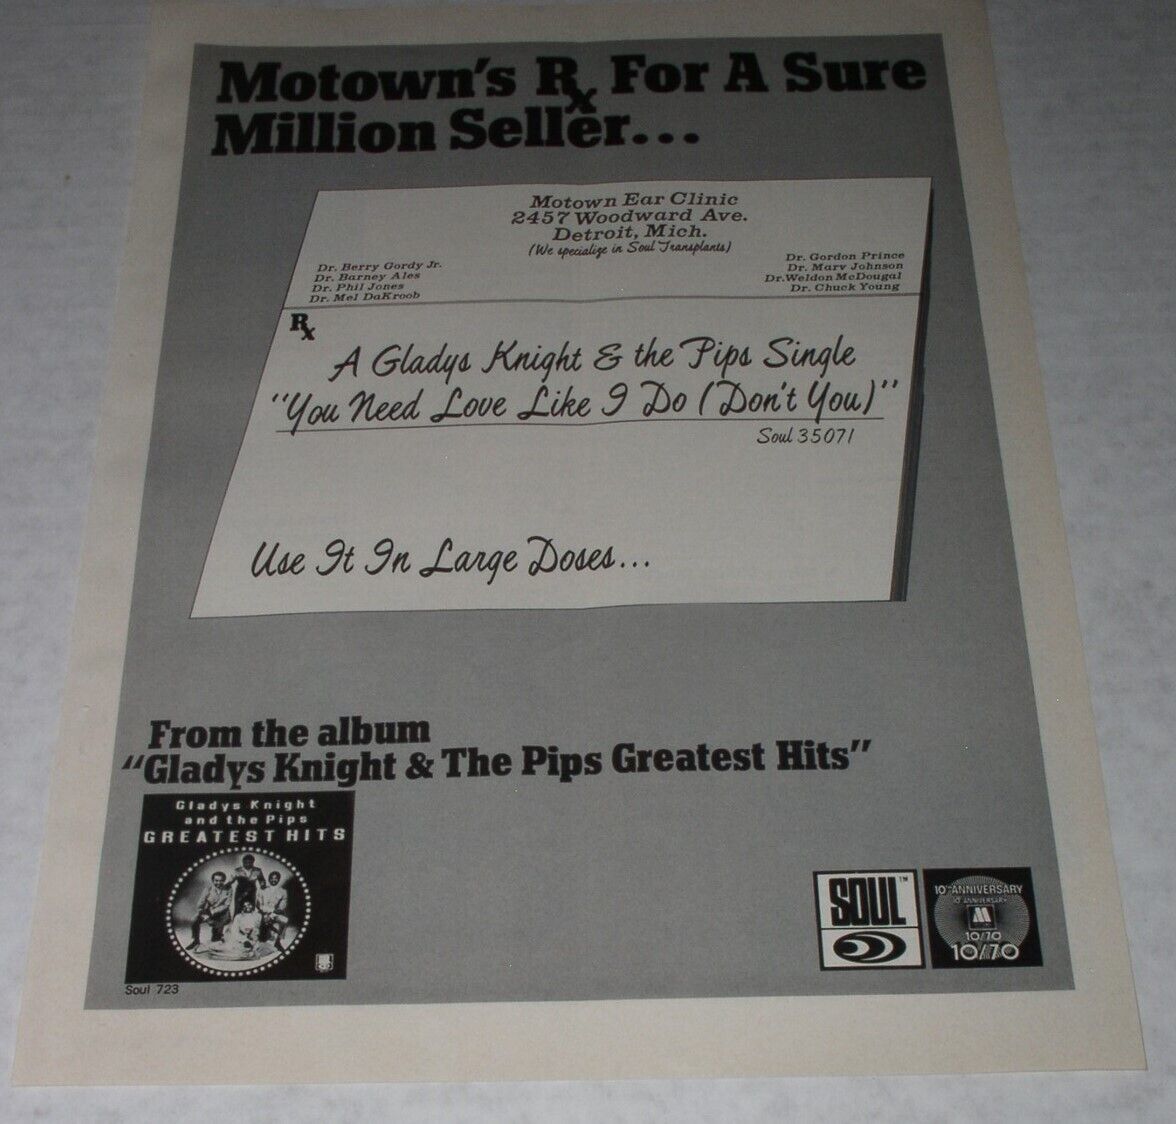 Motown's Rx For A Sure
Million Seller...
Motown Ear Clinic
2457 Woodward Ave.
Detroit, Mich.
(We specialize in Soul Transplants)
Dr. Berry Gordy Jr.
Dr. Barney Ales
Dr. Phil Jones
Dr. Mel DaKroob
Dr. Gordon Prince
Dr. Marv Johnson
Dr. Weldon McDougal
Dr. Chuck Young
Rx
A Gladys Knight & the Pips Single
"You Need Love Like I Do (Don't You)"
Soul 35071
Use It In Large Doses...
From the album
"Gladys Knight & The Pips Greatest Hits"
Gladys Knight
and the Pips
GREATEST HITS
Soul 723
SOUL™
10TH ANNIVERSARY
10TH ANNIVERSARY
M
10/70
10/70